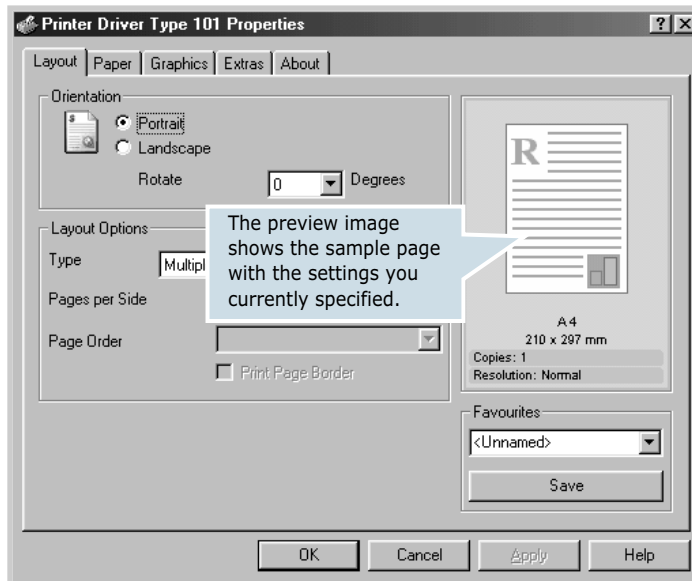 Printer Driver Type 101 Properties
Layout Paper Graphics Extras About
Orientation
Portrait
Landscape
Rotate 0 Degrees
Layout Options
Type Multipl
Pages per Side
Page Order
Print Page Border
The preview image
shows the sample page
with the settings you
currently specified.
R
A4
210 x 297 mm
Copies: 1
Resolution: Normal
Favourites
<Unnamed>
Save
OK Cancel Apply Help